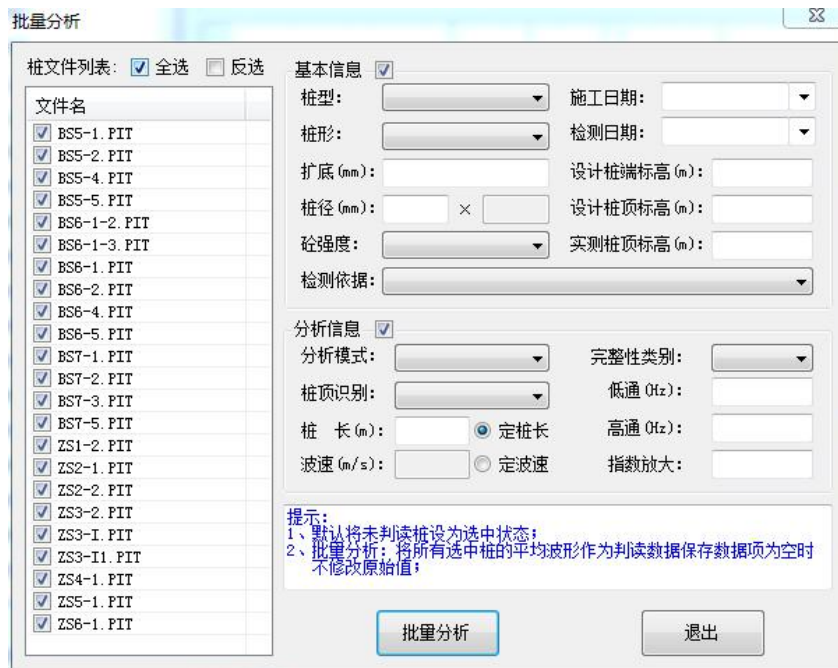 批量分析
桩文件列表: 全选 反选
文件名
BS5-1.PIT
BS5-2.PIT
BS5-4.PIT
BS5-5.PIT
BS6-1-2.PIT
BS6-1-3.PIT
BS6-1.PIT
BS6-2.PIT
BS6-4.PIT
BS6-5.PIT
BS7-1.PIT
BS7-2.PIT
BS7-3.PIT
BS7-5.PIT
ZS1-2.PIT
ZS2-1.PIT
ZS2-2.PIT
ZS3-2.PIT
ZS3-I.PIT
ZS3-I1.PIT
ZS4-1.PIT
ZS5-1.PIT
ZS6-1.PIT
基本信息
桩型: 施工日期:
桩形: 检测日期:
扩底(mm): 设计桩端标高(m):
桩径(mm): × 设计桩顶标高(m):
砼强度: 实测桩顶标高(m):
检测依据:
分析信息
分析模式: 完整性类别:
桩顶识别: 低通(Hz):
桩 长(m): 定桩长 高通(Hz):
波速(m/s): 定波速 指数放大:
提示:
1、默认将未判读桩设为选中状态;
2、批量分析: 将所有选中桩的平均波形作为判读数据保存数据项为空时
不修改原始值;
批量分析 退出